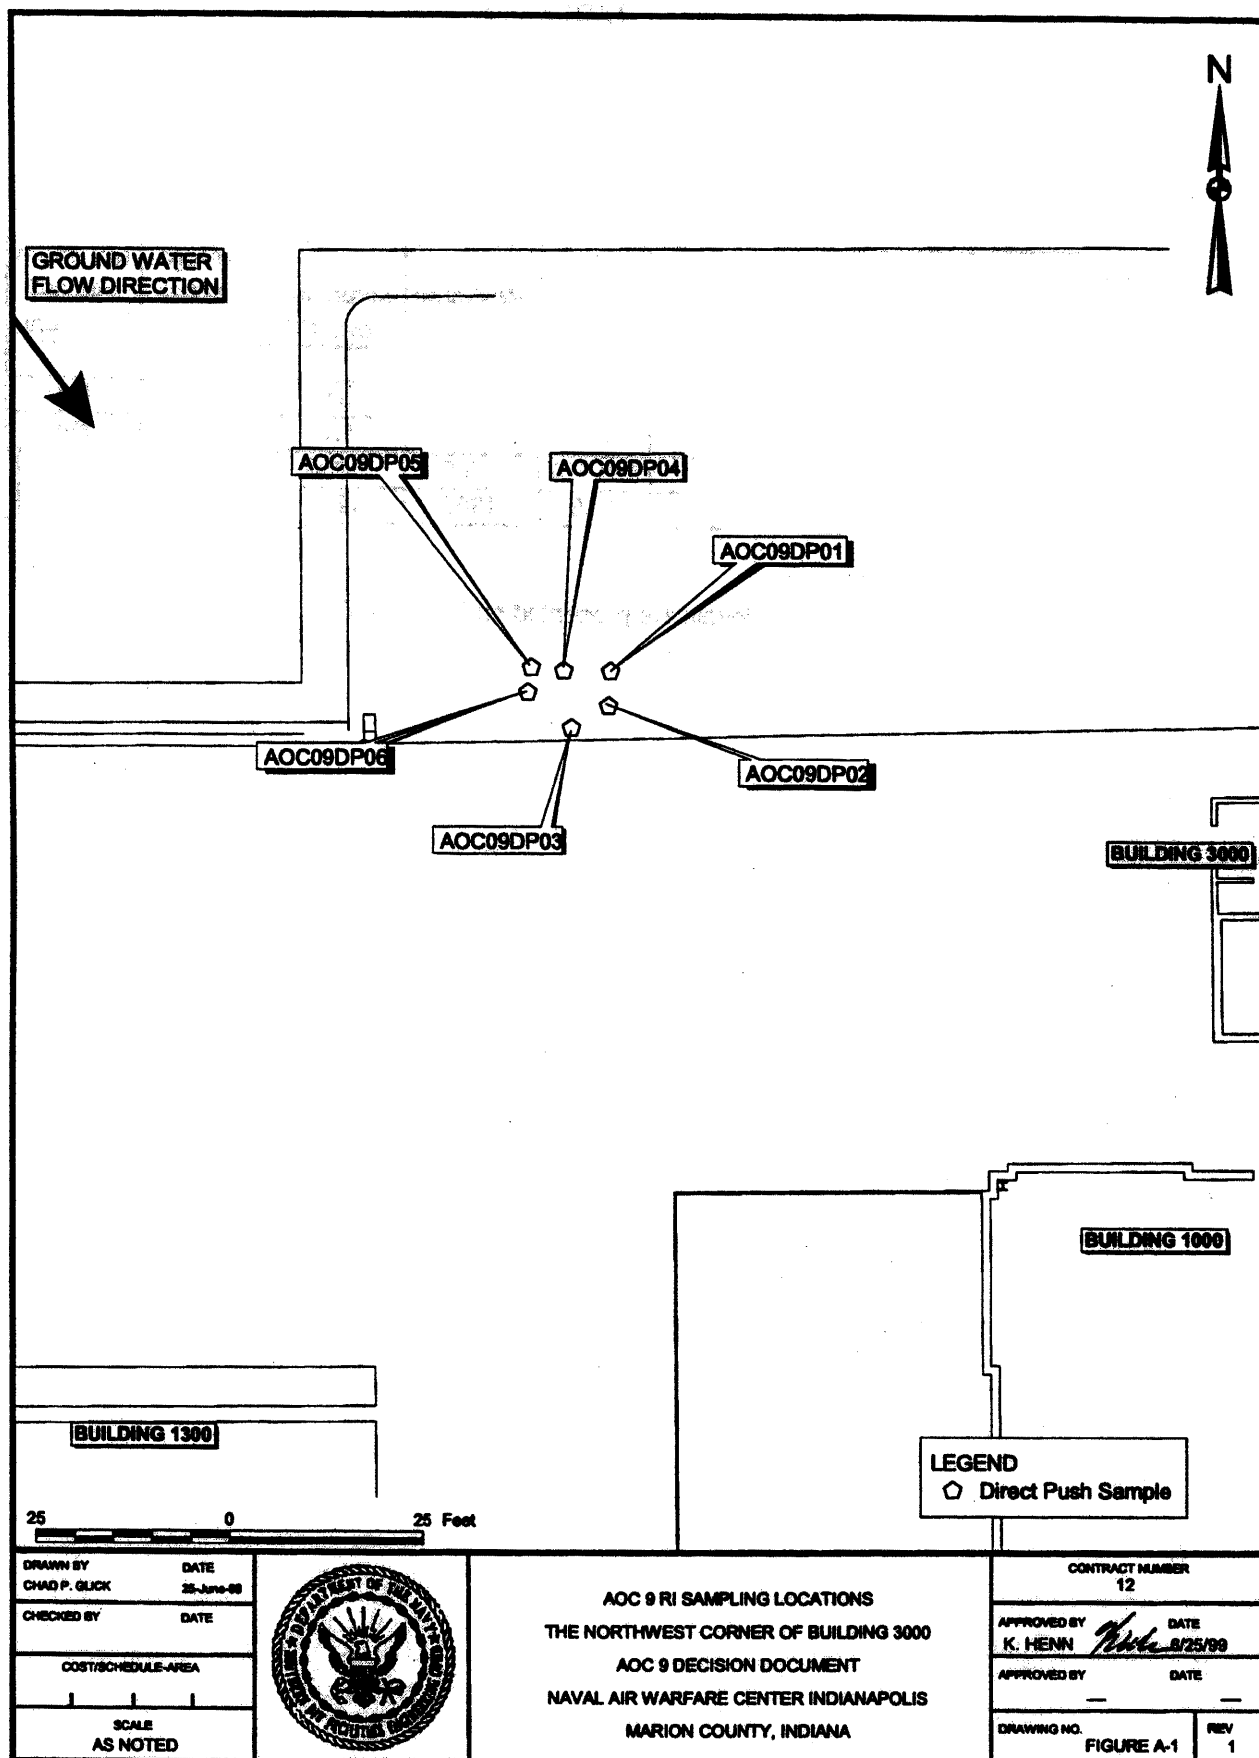 N
GROUND WATER
FLOW DIRECTION
AOC09DP05
AOC09DP04
AOC09DP01
AOC09DP06
AOC09DP02
AOC09DP03
BUILDING 3000
BUILDING 1000
BUILDING 1300
LEGEND
Direct Push Sample
25 0 25 Feet
DRAWN BY DATE
CHAD P. GLICK
CHECKED BY DATE
COST/SCHEDULE-AREA
SCALE
AS NOTED
DEPARTMENT OF THE NAVY
AOC 9 RI SAMPLING LOCATIONS
THE NORTHWEST CORNER OF BUILDING 3000
AOC 9 DECISION DOCUMENT
NAVAL AIR WARFARE CENTER INDIANAPOLIS
MARION COUNTY, INDIANA
CONTRACT NUMBER
12
APPROVED BY DATE
K. HENN 8/25/99
APPROVED BY DATE
— —
DRAWING NO. REV
FIGURE A-1 1